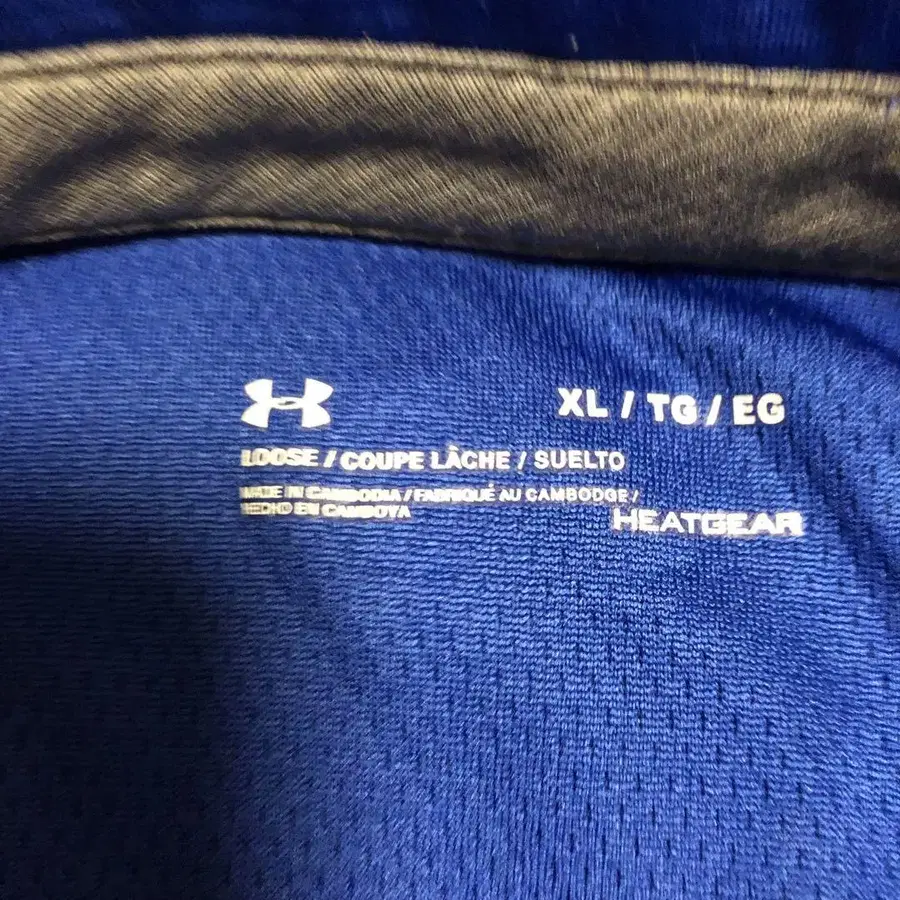 XL / TG / EG
LOOSE / COUPE LÂCHE / SUELTO
MADE IN CAMBODIA / FABRIQUÉ AU CAMBODGE /
HECHO EN CAMBOYA
HEATGEAR